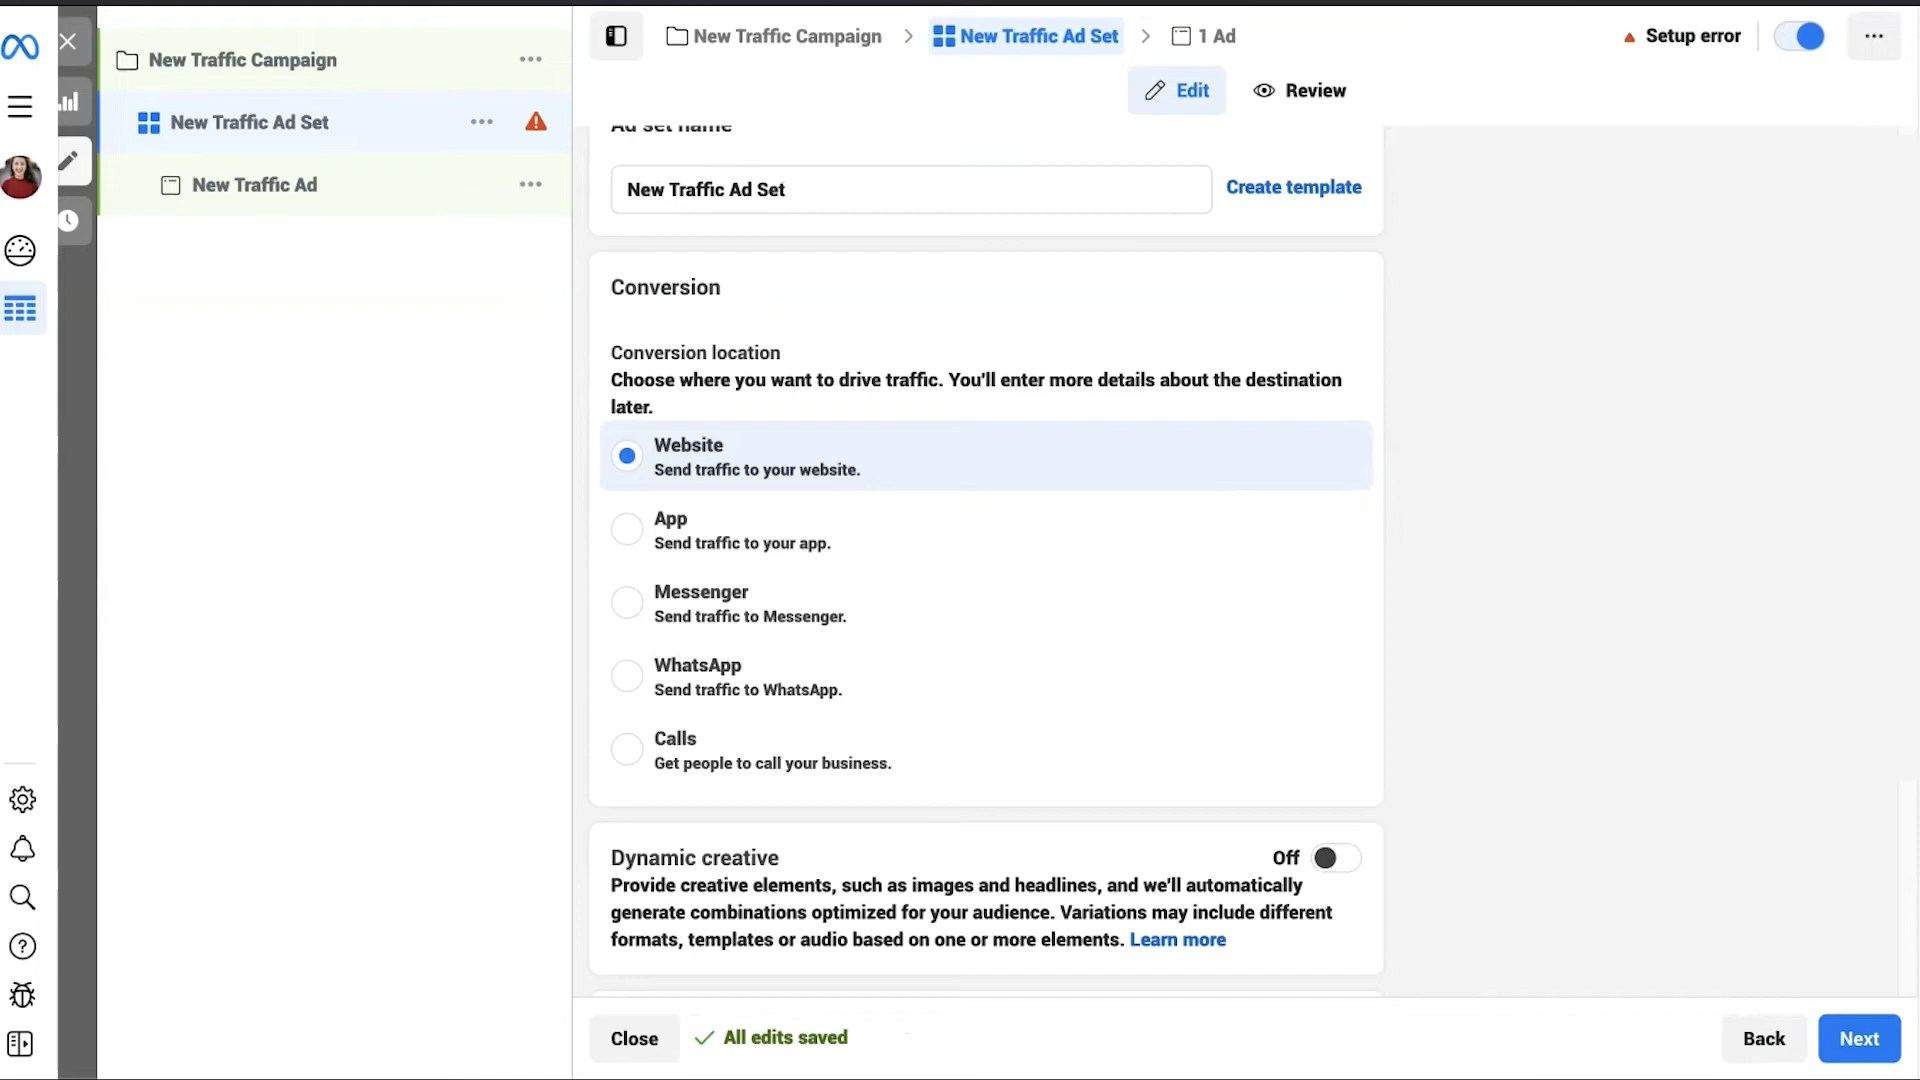 New Traffic Campaign
New Traffic Ad Set
New Traffic Ad
New Traffic Campaign
New Traffic Ad Set
1 Ad
Setup error
Edit
Review
Ad set name
New Traffic Ad Set
Create template
Conversion
Conversion location
Choose where you want to drive traffic. You'll enter more details about the destination
later.
Website
Send traffic to your website.
App
Send traffic to your app.
Messenger
Send traffic to Messenger.
WhatsApp
Send traffic to WhatsApp.
Calls
Get people to call your business.
Dynamic creative
Off
Provide creative elements, such as images and headlines, and we'll automatically
generate combinations optimized for your audience. Variations may include different
formats, templates or audio based on one or more elements. Learn more
Close
All edits saved
Back
Next